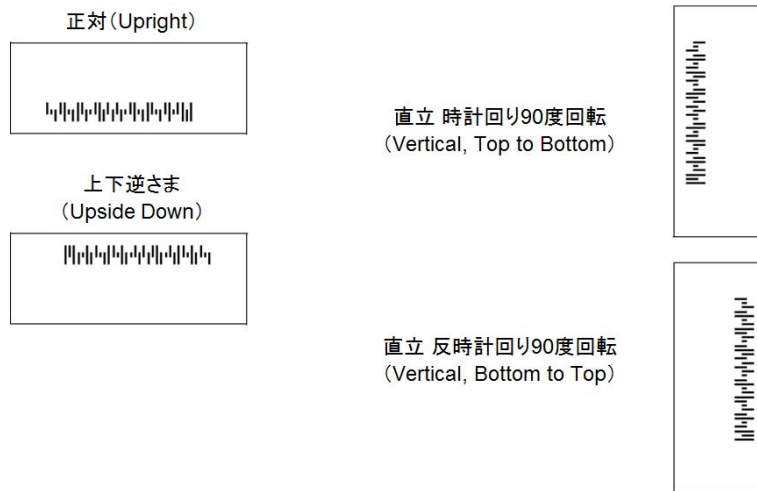 正対(Upright)
上下逆さま
(Upside Down)
直立 時計回り90度回転
(Vertical, Top to Bottom)
直立 反時計回り90度回転
(Vertical, Bottom to Top)